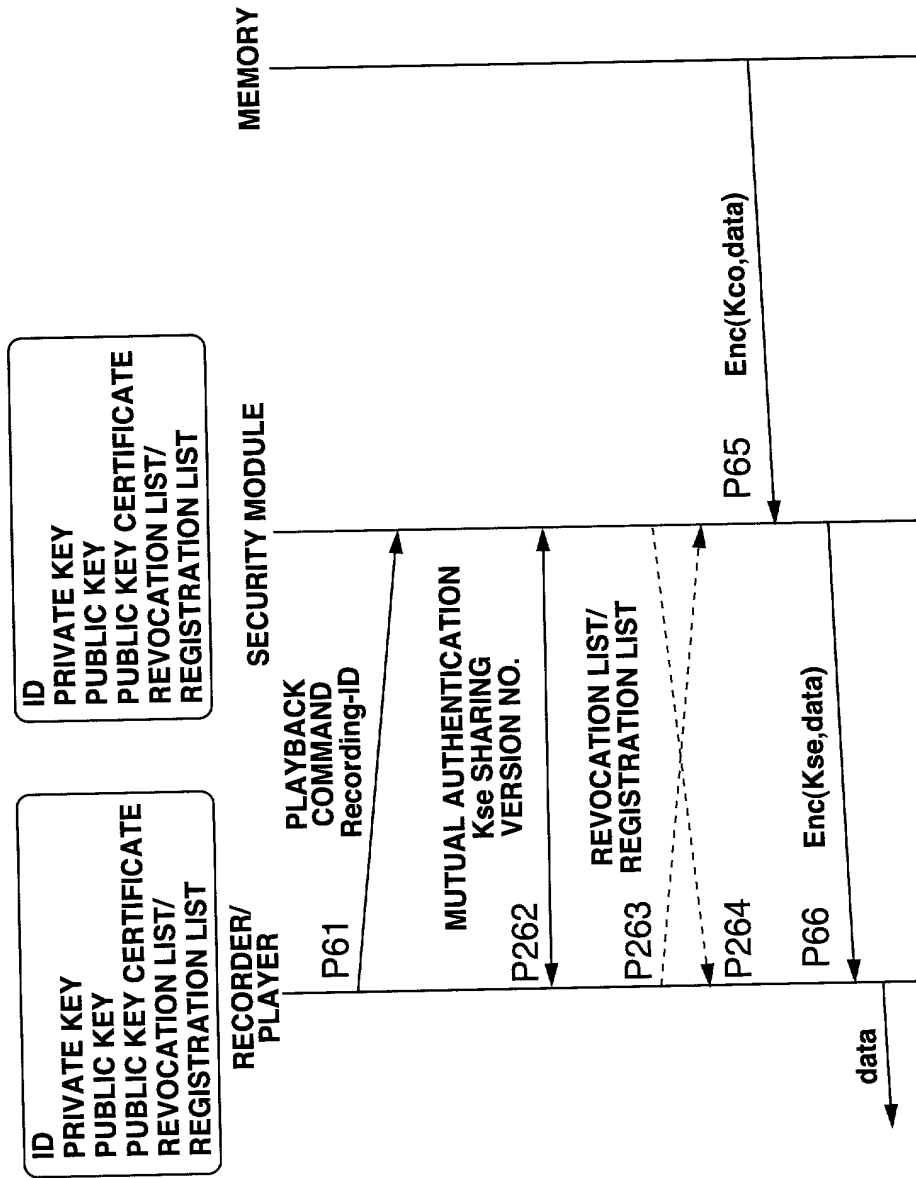 ID
PRIVATE KEY
PUBLIC KEY
PUBLIC KEY CERTIFICATE
REVOCATION LIST/
REGISTRATION LIST
ID
PRIVATE KEY
PUBLIC KEY
PUBLIC KEY CERTIFICATE
REVOCATION LIST/
REGISTRATION LIST
RECORDER/
PLAYER
SECURITY MODULE
MEMORY
P61
PLAYBACK
COMMAND
Recording-ID
P262
MUTUAL AUTHENTICATION
Kse SHARING
VERSION NO.
P263
REVOCATION LIST/
REGISTRATION LIST
P264
P65
Enc(Kco,data)
P66
Enc(Kse,data)
data